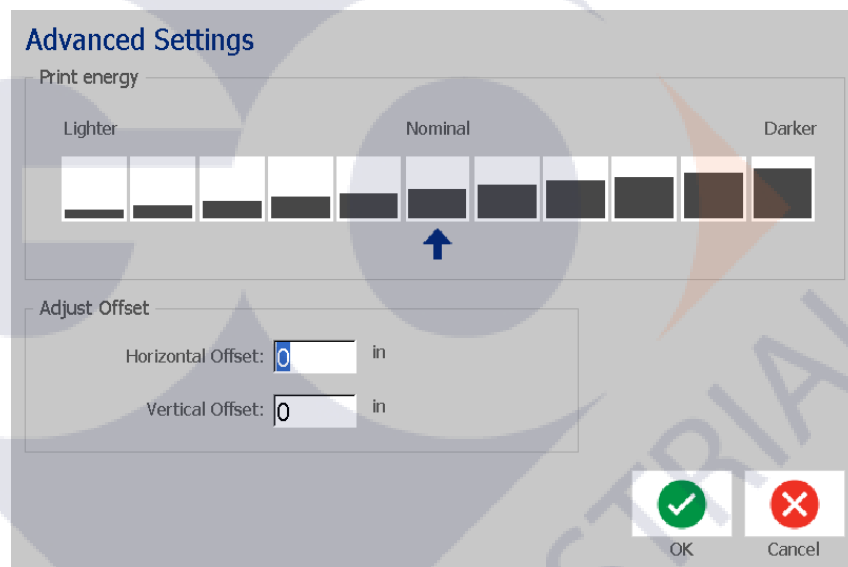 Advanced Settings
Print energy
Lighter Nominal Darker
Adjust Offset
Horizontal Offset: 0 in
Vertical Offset: 0 in
OK Cancel